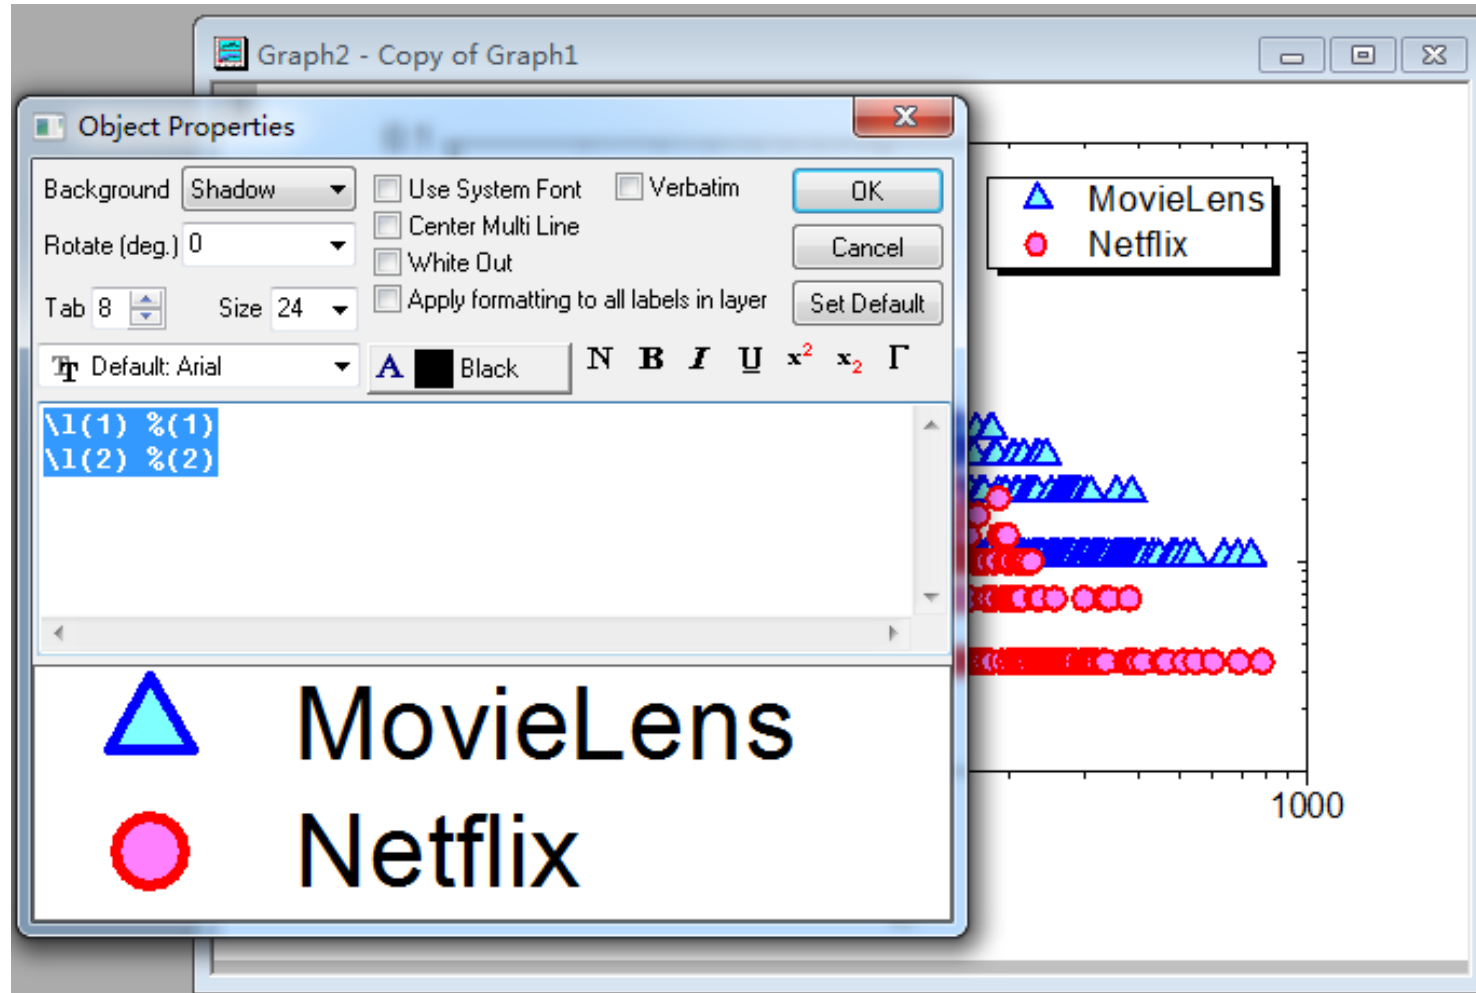 Graph2 - Copy of Graph1
Object Properties
Background Shadow
Use System Font
Verbatim
OK
Rotate (deg.) 0
Center Multi Line
White Out
Cancel
Tab 8
Size 24
Apply formatting to all labels in layer
Set Default
Default: Arial
A Black
N B I U x² x₂ Γ
\l(1) %(1)
\l(2) %(2)
MovieLens
Netflix
MovieLens
Netflix
1000